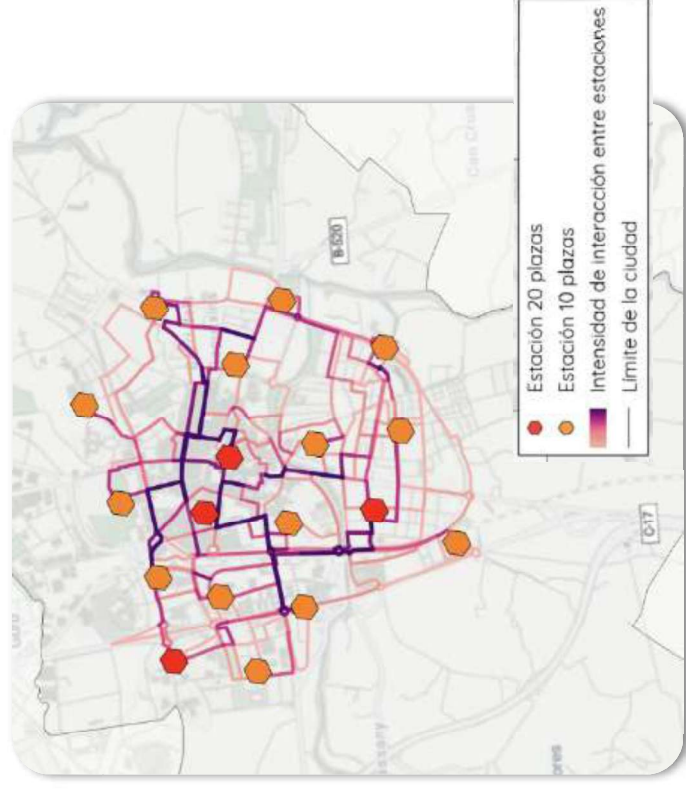 B-520
C-17
Estación 20 plazas
Estación 10 plazas
Intensidad de interacción entre estaciones
Límite de la ciudad